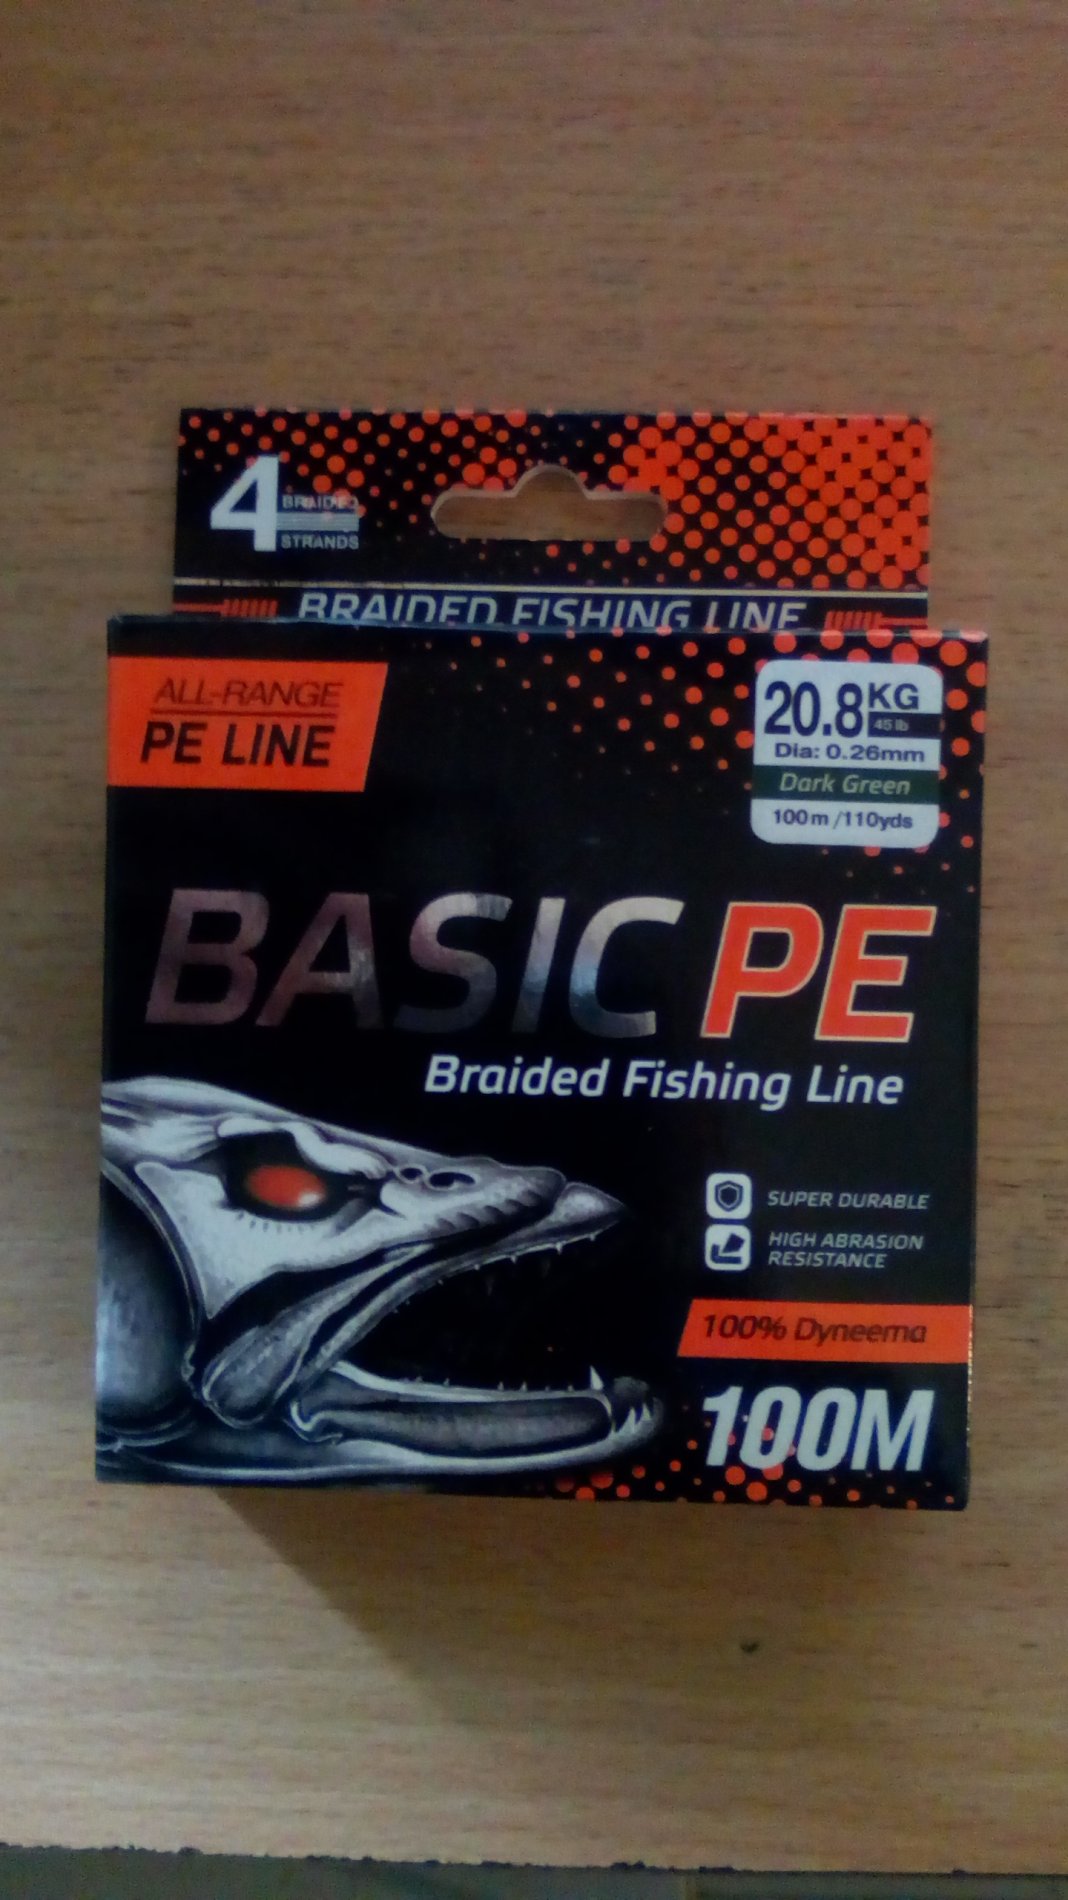 4 BRAIDED
STRANDS
BRAIDED FISHING LINE
ALL-RANGE
PE LINE
20.8 KG
45 lb
Dia: 0.26mm
Dark Green
100m /110yds
BASIC PE
Braided Fishing Line
SUPER DURABLE
HIGH ABRASION
RESISTANCE
100% Dyneema
100M